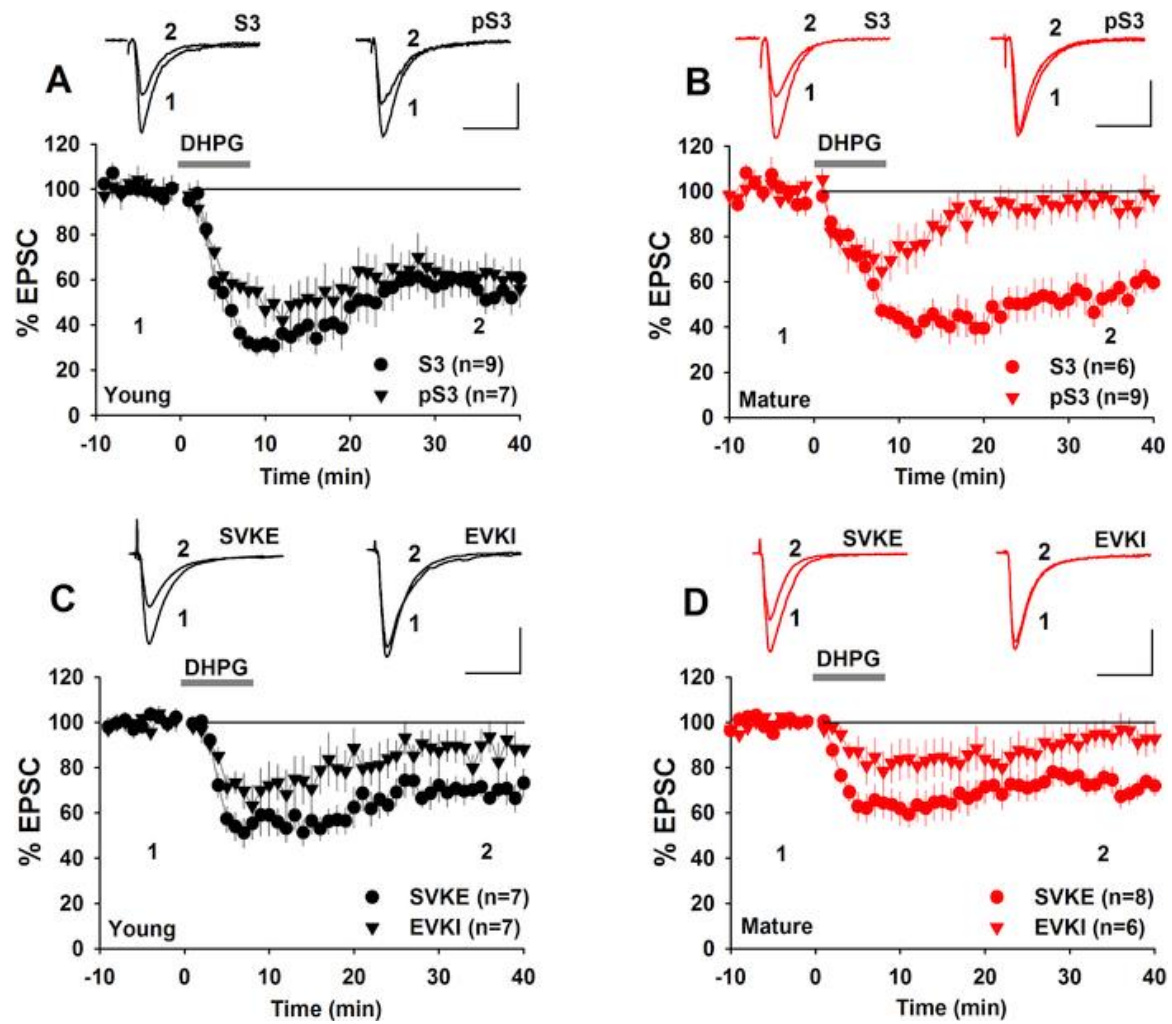 A
2 S3
1
2 pS3
1
DHPG
% EPSC
120
100
80
60
40
20
0
1
2
S3 (n=9)
pS3 (n=7)
Young
-10 0 10 20 30 40
Time (min)
B
2 S3
1
2 pS3
1
DHPG
% EPSC
120
100
80
60
40
20
0
1
2
S3 (n=6)
pS3 (n=9)
Mature
-10 0 10 20 30 40
Time (min)
C
2 SVKE
1
2 EVKI
1
DHPG
% EPSC
120
100
80
60
40
20
0
1
2
SVKE (n=7)
EVKI (n=7)
Young
-10 0 10 20 30 40
Time (min)
D
2 SVKE
1
2 EVKI
1
DHPG
% EPSC
120
100
80
60
40
20
0
1
2
SVKE (n=8)
EVKI (n=6)
Mature
-10 0 10 20 30 40
Time (min)